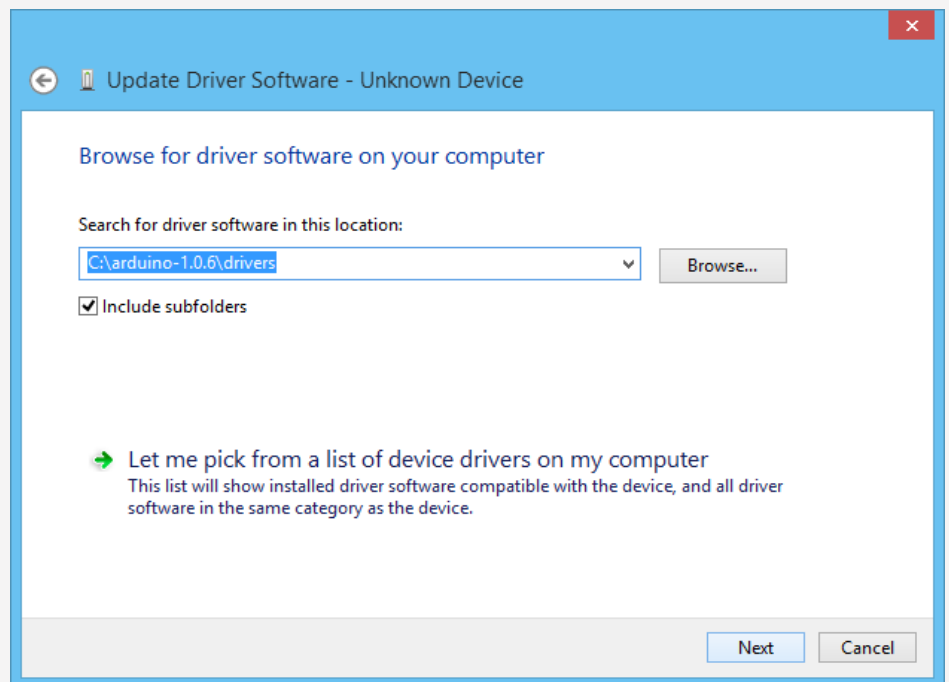 Update Driver Software - Unknown Device
Browse for driver software on your computer
Search for driver software in this location:
C:\arduino-1.0.6\drivers
Browse...
Include subfolders
Let me pick from a list of device drivers on my computer
This list will show installed driver software compatible with the device, and all driver
software in the same category as the device.
Next
Cancel